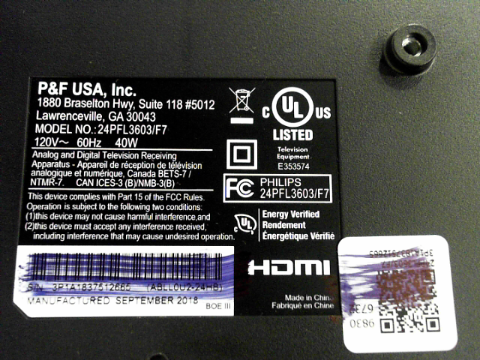 P&F USA, Inc.
1880 Braselton Hwy, Suite 118 #5012
Lawrenceville, GA 30043
MODEL NO.: 24PFL3603/F7
120V~ 60Hz 40W
Analog and Digital Television Receiving
Apparatus - Appareil de réception de télévision
analogique et numérique, Canada BETS-7 /
NTMR-7. CAN ICES-3 (B)/NMB-3(B)
This device complies with Part 15 of the FCC Rules.
Operation is subject to the following two conditions:
(1)this device may not cause harmful interference,and
(2)this device must accept any interference received,
including interference that may cause undesired operation.
MANUFACTURED SEPTEMBER 2018
BOE III
C UL US
LISTED
Television
Equipment
E353574
FC PHILIPS
24PFL3603/F7
C UL
Energy Verified
Rendement
Énergétique Vérifié
HDMI
Made in China
Fabriqué en China
9830